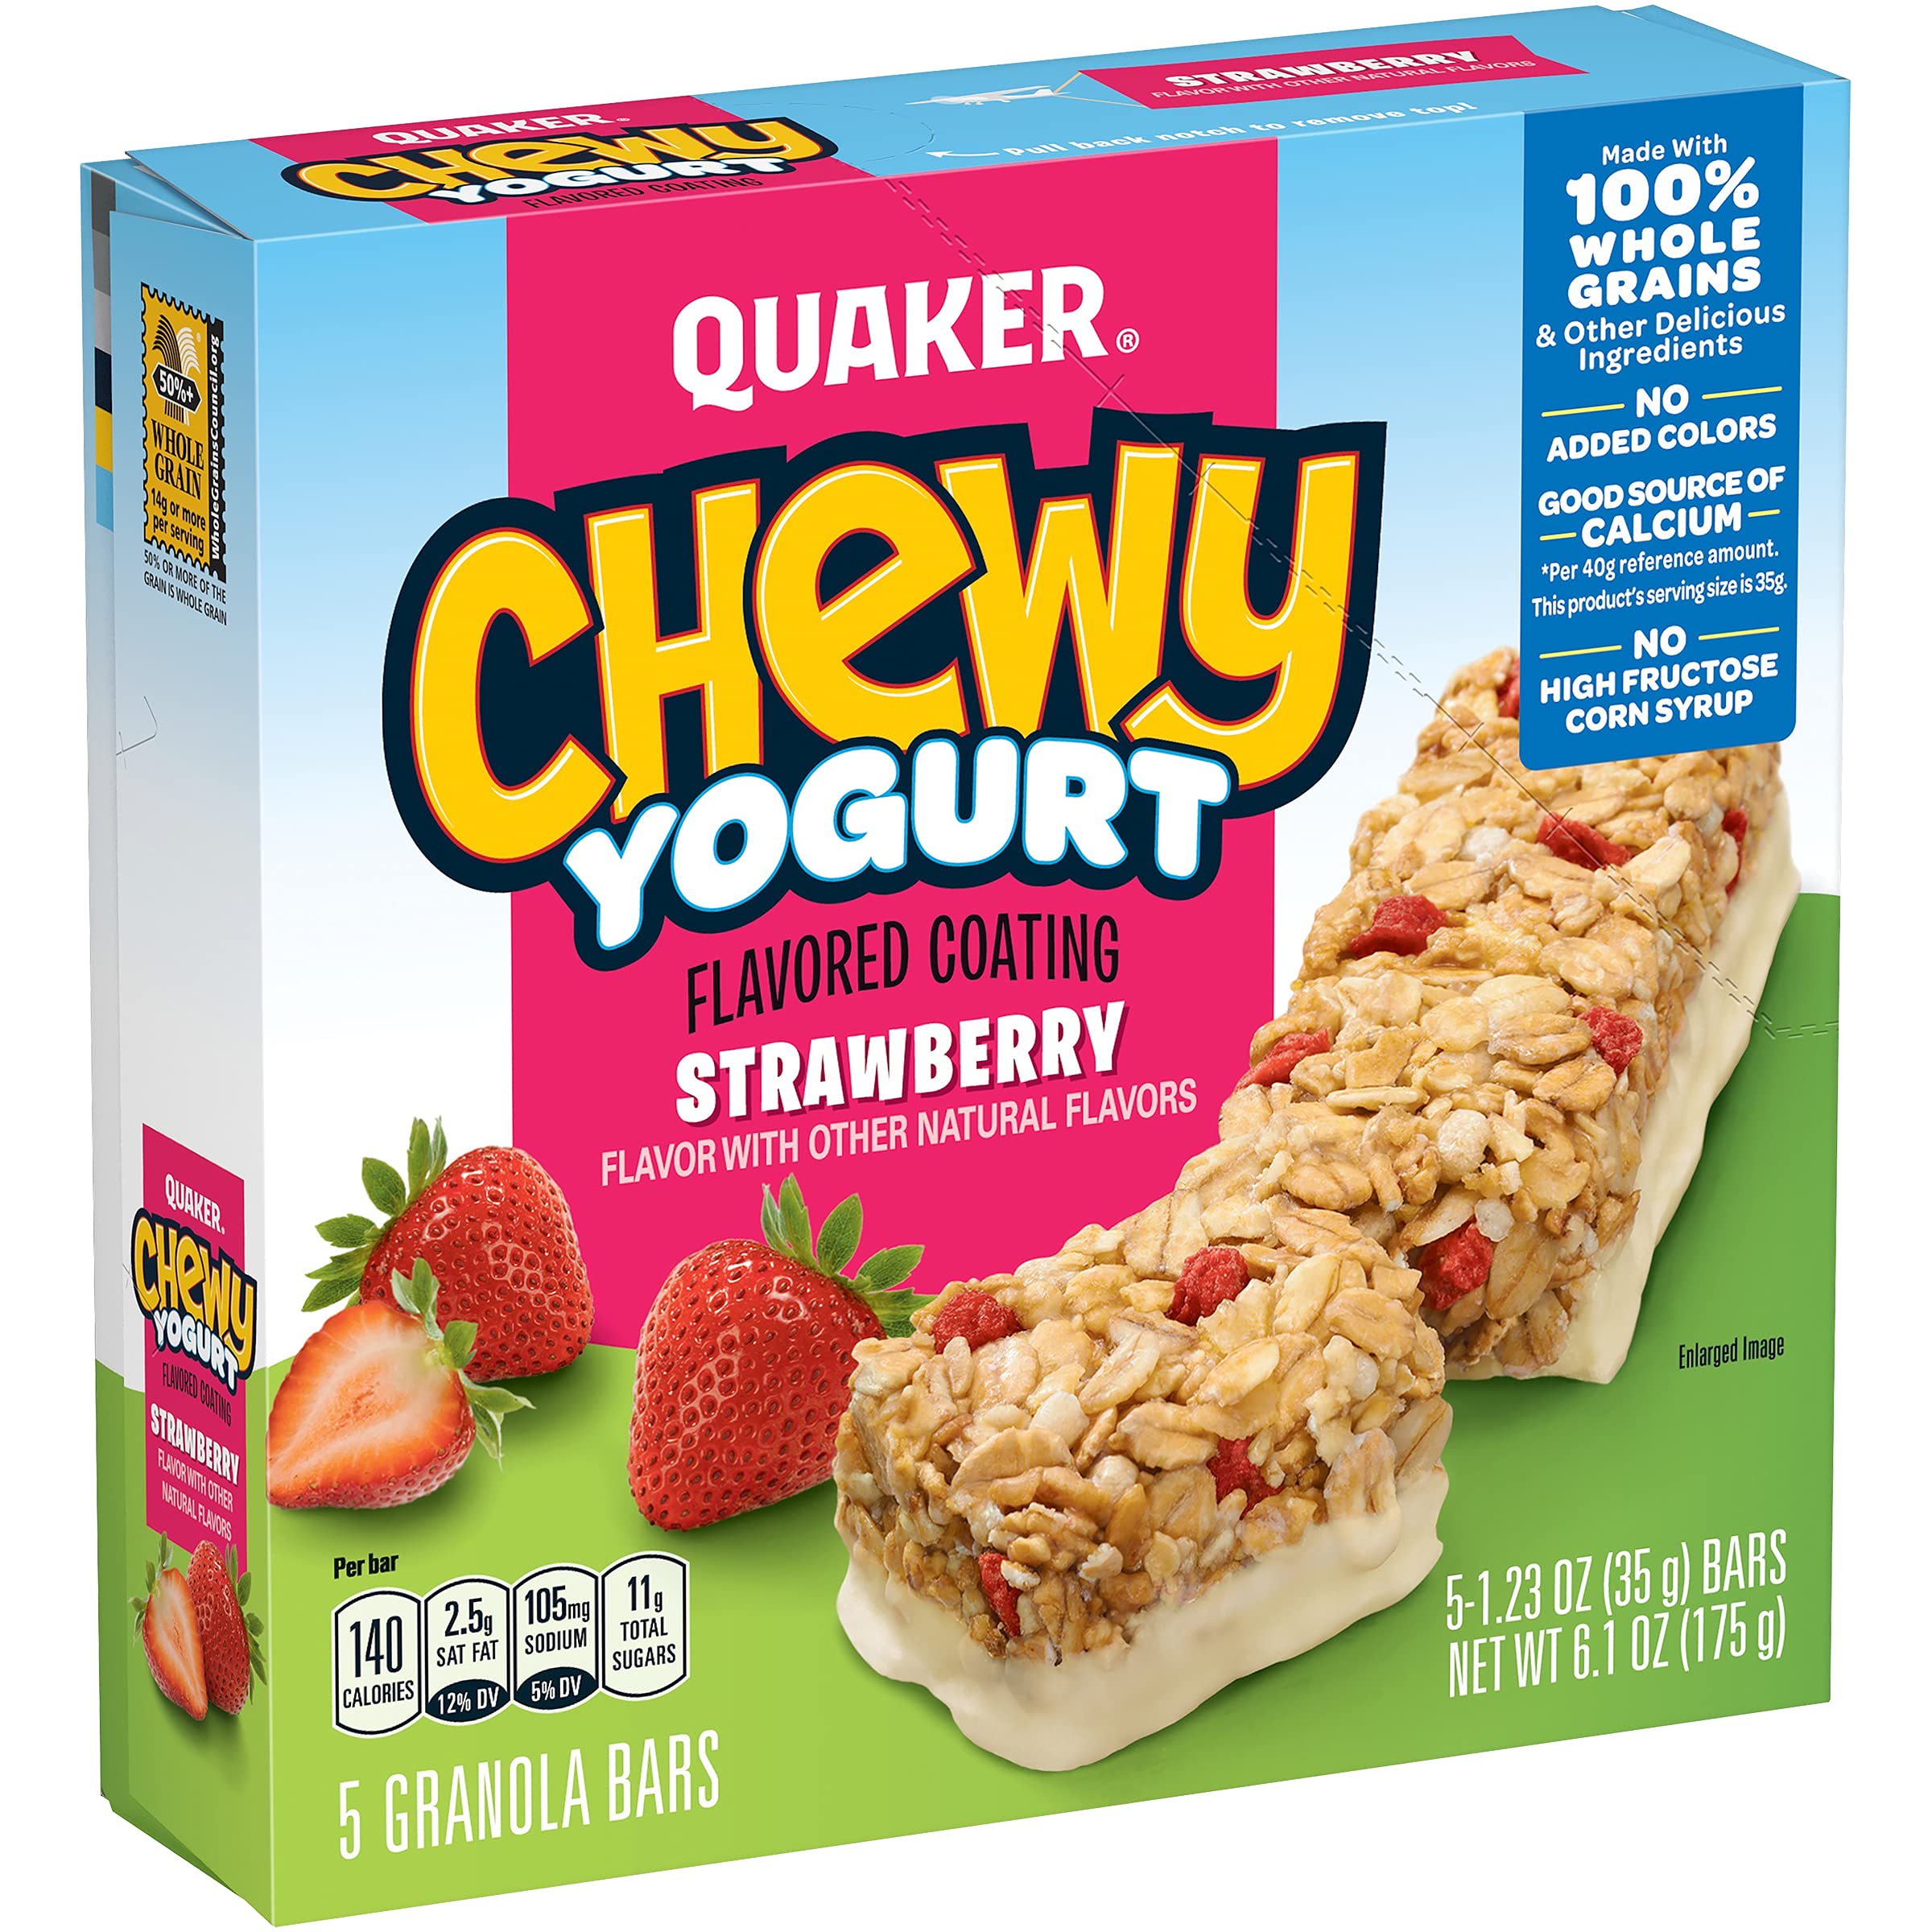 QUAKER®
CHEWY
YOGURT
FLAVORED COATING
STRAWBERRY
FLAVOR WITH OTHER NATURAL FLAVORS
Pull back notch to remove top!
QUAKER®
CHEWY
YOGURT
FLAVORED COATING
STRAWBERRY
FLAVOR WITH OTHER NATURAL FLAVORS
Made With
100%
WHOLE
GRAINS
& Other Delicious
Ingredients
NO
ADDED COLORS
GOOD SOURCE OF
CALCIUM
*Per 40g reference amount.
This product's serving size is 35g.
NO
HIGH FRUCTOSE
CORN SYRUP
Enlarged Image
Per bar
140
CALORIES
2.5g
SAT FAT
12% DV
105mg
SODIUM
5% DV
11g
TOTAL
SUGARS
5 GRANOLA BARS
5-1.23 OZ (35 g) BARS
NET WT 6.1 OZ (175 g)
50%+
WHOLE
GRAIN
14g or more
per serving
WholeGrainsCouncil.org
50% OR MORE OF THE
GRAIN IS WHOLE GRAIN
QUAKER®
CHEWY
YOGURT
FLAVORED COATING
STRAWBERRY
FLAVOR WITH OTHER
NATURAL FLAVORS